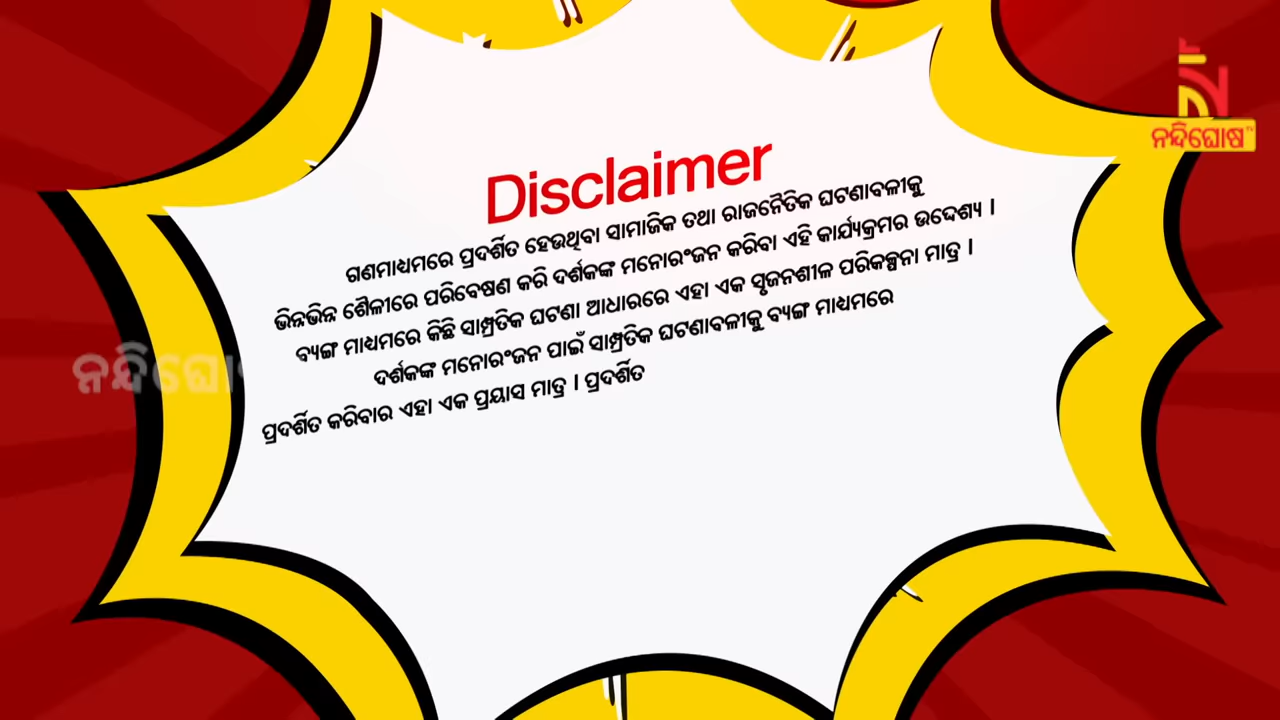 ନନ୍ଦିଘୋଷ TM
Disclaimer
ଗଣମାଧ୍ୟମରେ ପ୍ରଦର୍ଶିତ ହେଉଥିବା ସାମାଜିକ ତଥା ରାଜନୈତିକ ଘଟଣାବଳୀକୁ
ଭିନ୍ନଭିନ୍ନ ଶୈଳୀରେ ପରିବେଷଣ କରି ଦର୍ଶକଙ୍କ ମନୋରଂଜନ କରିବା ଏହି କାର୍ଯ୍ୟକ୍ରମର ଉଦ୍ଦେଶ୍ୟ ।
ବ୍ୟଙ୍ଗ ମାଧ୍ୟମରେ କିଛି ସାମ୍ପ୍ରତିକ ଘଟଣା ଆଧାରରେ ଏହା ଏକ ସୃଜନଶୀଳ ପରିକଳ୍ପନା ମାତ୍ର ।
ଦର୍ଶକଙ୍କ ମନୋରଂଜନ ପାଇଁ ସାମ୍ପ୍ରତିକ ଘଟଣାବଳୀକୁ ବ୍ୟଙ୍ଗ ମାଧ୍ୟମରେ
ପ୍ରଦର୍ଶିତ କରିବାର ଏହା ଏକ ପ୍ରୟାସ ମାତ୍ର । ପ୍ରଦର୍ଶିତ
ନନ୍ଦିଘୋଷ